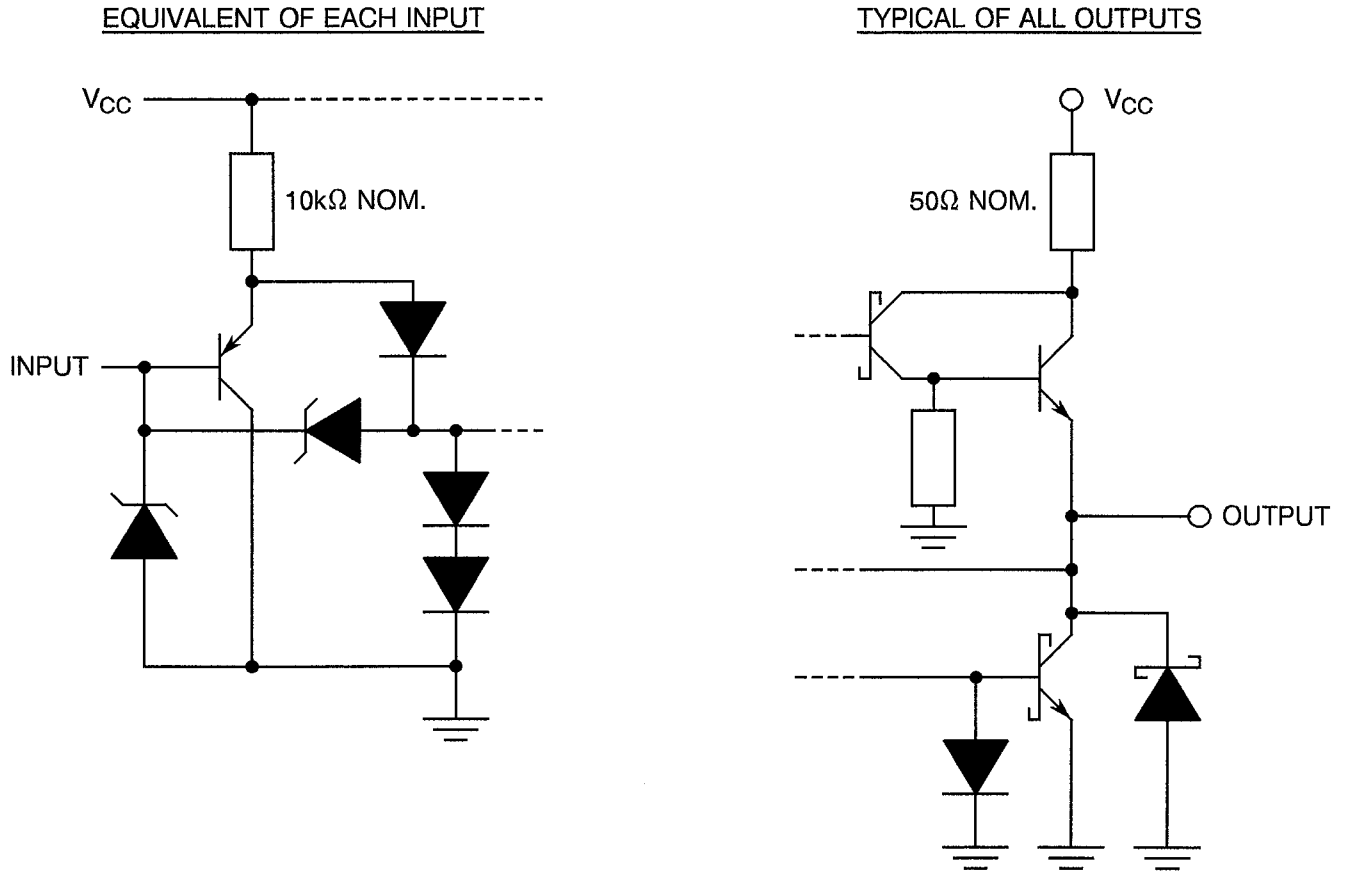 EQUIVALENT OF EACH INPUT
TYPICAL OF ALL OUTPUTS
VCC
VCC
10kΩ NOM.
50Ω NOM.
INPUT
OUTPUT